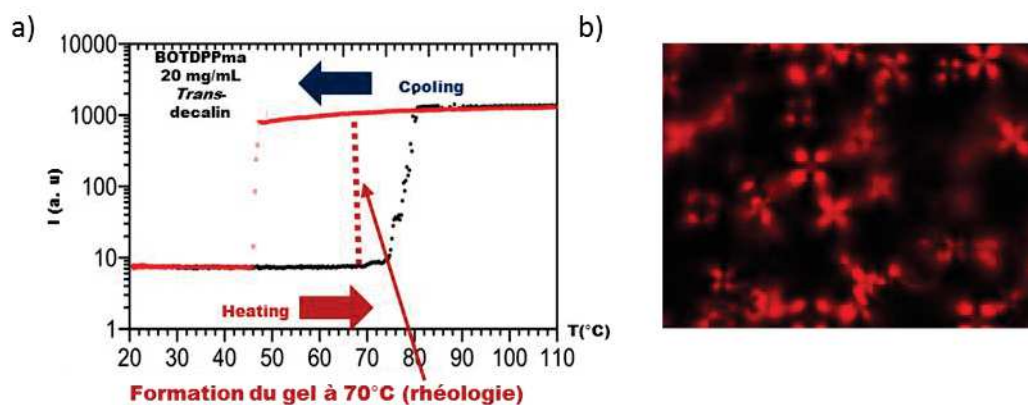 a)
b)
10000
1000
100
10
1
I (a. u)
BOTDPPma
20 mg/mL
Trans-
decalin
Cooling
Heating
T(°C)
20 30 40 50 60 70 80 90 100 110
Formation du gel à 70°C (rhéologie)